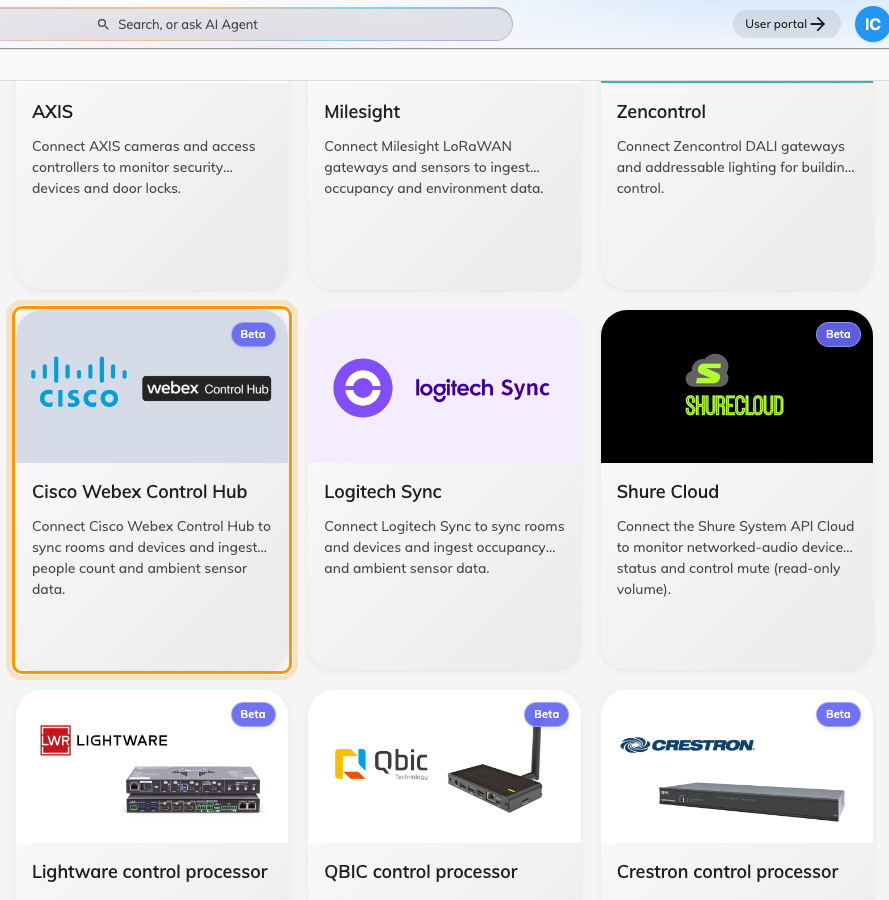 Search, or ask AI Agent
User portal
IC
AXIS
Connect AXIS cameras and access
controllers to monitor security...
devices and door locks.
Milesight
Connect Milesight LoRaWAN
gateways and sensors to ingest...
occupancy and environment data.
Zencontrol
Connect Zencontrol DALI gateways
and addressable lighting for buildin...
control.
Beta
CISCO
webex Control Hub
Cisco Webex Control Hub
Connect Cisco Webex Control Hub to
sync rooms and devices and ingest...
people count and ambient sensor
data.
logitech Sync
Logitech Sync
Connect Logitech Sync to sync rooms
and devices and ingest occupancy...
and ambient sensor data.
Beta
SHURECLOUD
Shure Cloud
Connect the Shure System API Cloud
to monitor networked-audio device...
status and control mute (read-only
volume).
Beta
LWR LIGHTWARE
Lightware control processor
Beta
Qbic
Technology
QBIC control processor
Beta
CRESTRON
Crestron control processor